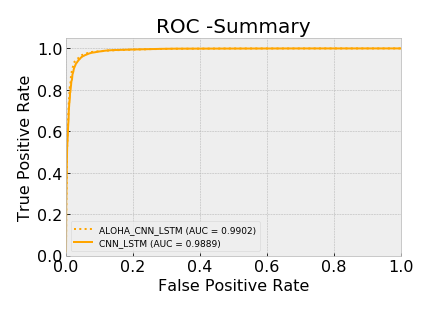 ROC -Summary
True Positive Rate
1.0
0.8
0.6
0.4
0.2
0.0
ALOHA_CNN_LSTM (AUC = 0.9902)
CNN_LSTM (AUC = 0.9889)
0.0 0.2 0.4 0.6 0.8 1.0
False Positive Rate